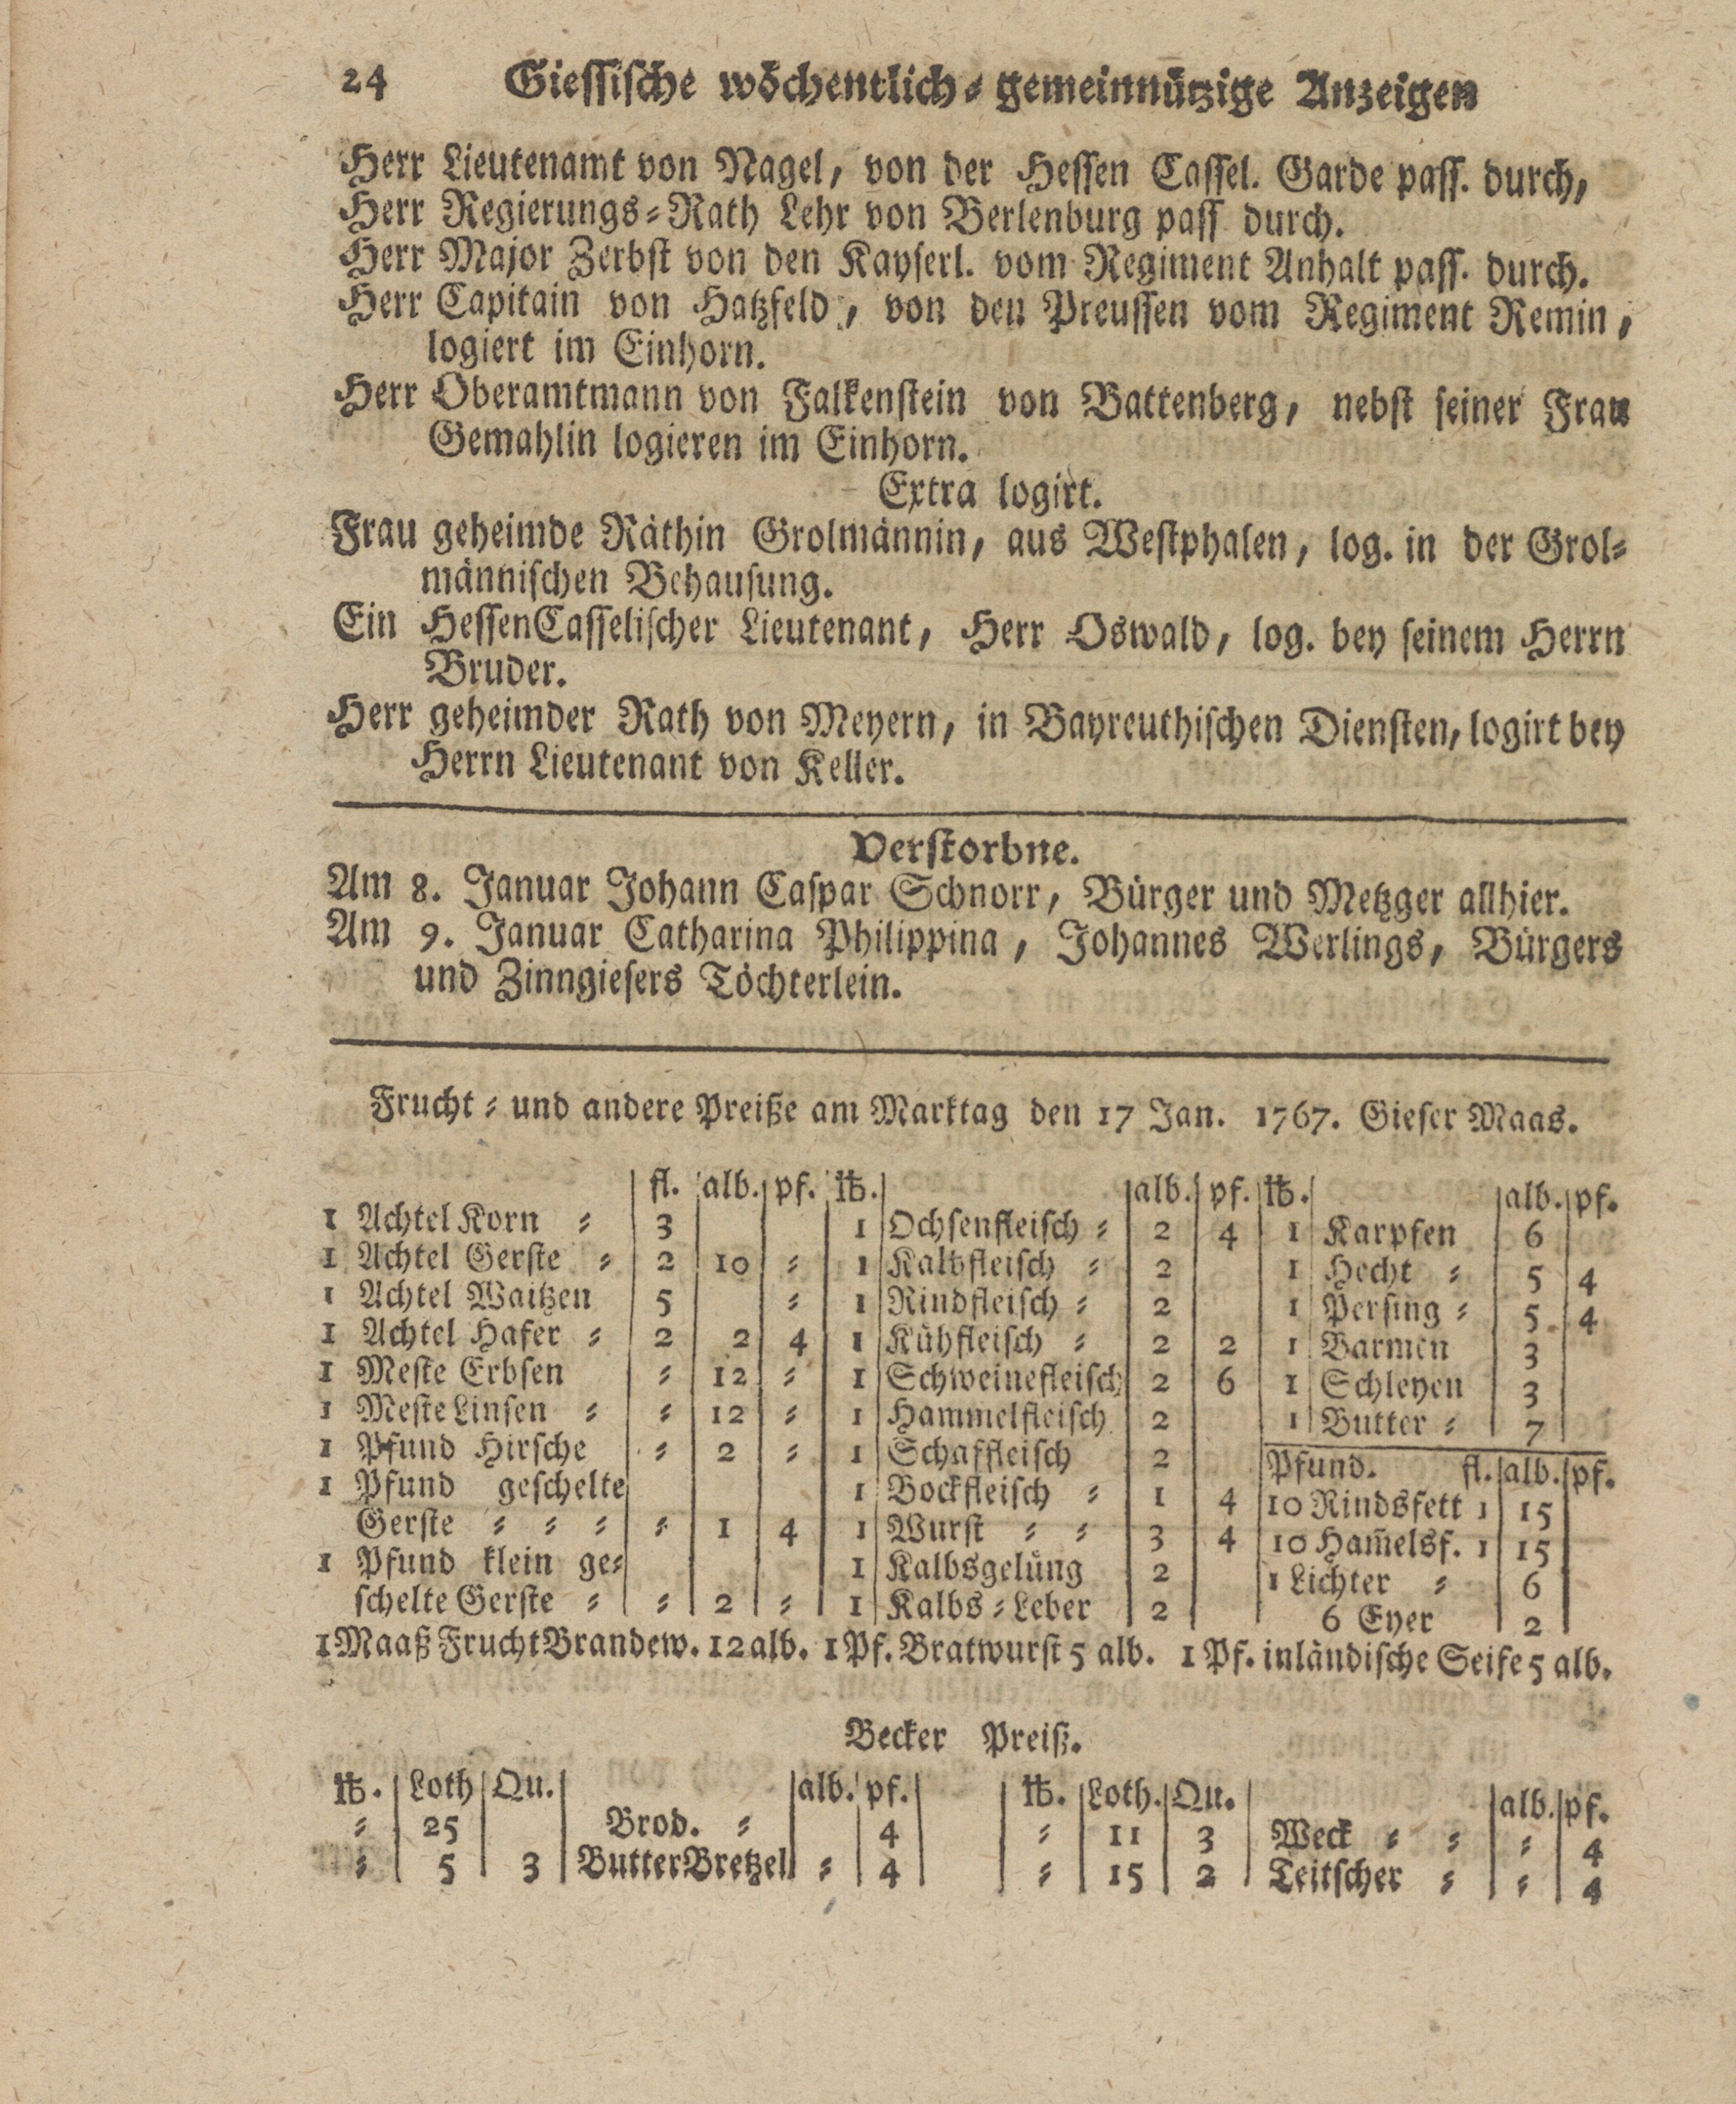 24 Giessische wöchentlich-gemeinnützige Anzeigen
Herr Lieutenamt von Nagel, von der Hessen Cassel. Garde pass. durch,
Herr Regierungs-Rath Lehr von Berlenburg pass durch.
Herr Major Zerbst von den Kayserl. vom Regiment Anhalt pass. durch.
Herr Capitain von Hatzfeld, von den Preussen vom Regiment Remin,
logiert im Einhorn.
Herr Oberamtmann von Falkenstein von Battenberg, nebst seiner Frau
Gemahlin logieren im Einhorn.
Extra logirt.
Frau geheimde Räthin Grolmännin, aus Westphalen, log. in der Grol-
männischen Behausung.
Ein HessenCasselischer Lieutenant, Herr Oswald, log. bey seinem Herrn
Bruder.
Herr geheimder Rath von Meyern, in Bayreuthischen Diensten, logirt bey
Herrn Lieutenant von Keller.
Verstorbne.
Am 8. Januar Johann Caspar Schnorr, Bürger und Metzger allhier.
Am 9. Januar Catharina Philippina, Johannes Werlings, Bürgers
und Zinngiesers Töchterlein.
Frucht- und andere Preiße am Marktag den 17 Jan. 1767. Gieser Maas.
fl. alb. pf. ℔. alb. pf. ℔. alb. pf.
1 Achtel Korn - 3 1 Ochsenfleisch - 2 4 1 Karpfen 6
1 Achtel Gerste - 2 10 - 1 Kalbfleisch - 2 1 Hecht - 5 4
1 Achtel Waitzen 5 - 1 Rindfleisch - 2 1 Persing - 5 4
1 Achtel Hafer - 2 2 4 1 Kühfleisch - 2 2 1 Barmen 3
1 Meste Erbsen - 12 - 1 Schweinefleisch 2 6 1 Schleyen 3
1 Meste Linsen - - 12 - 1 Hammelfleisch 2 1 Butter - 7
1 Pfund Hirsche - 2 - 1 Schaffleisch 2 Pfund. fl. alb. pf.
1 Pfund geschelte 1 Bockfleisch - 1 4 10 Rindsfett 1 15
Gerste - - - - 1 4 1 Wurst - - 3 4 10 Ham̄elsf. 1 15
1 Pfund klein ge- 1 Kalbsgelüng 2 1 Lichter - 6
schelte Gerste - - 2 - 1 Kalbs-Leber 2 6 Eyer 2
1 Maaß FruchtBrandew. 12 alb. 1 Pf. Bratwurst 5 alb. 1 Pf. inländische Seife 5 alb.
Becker Preiß.
℔. Loth Qu. alb. pf. ℔. Loth. Qu. alb. pf.
- 25 Brod. - 4 - 11 3 Weck - - - 4
- 5 3 ButterBretzel - 4 - 15 2 Teitscher - - 4